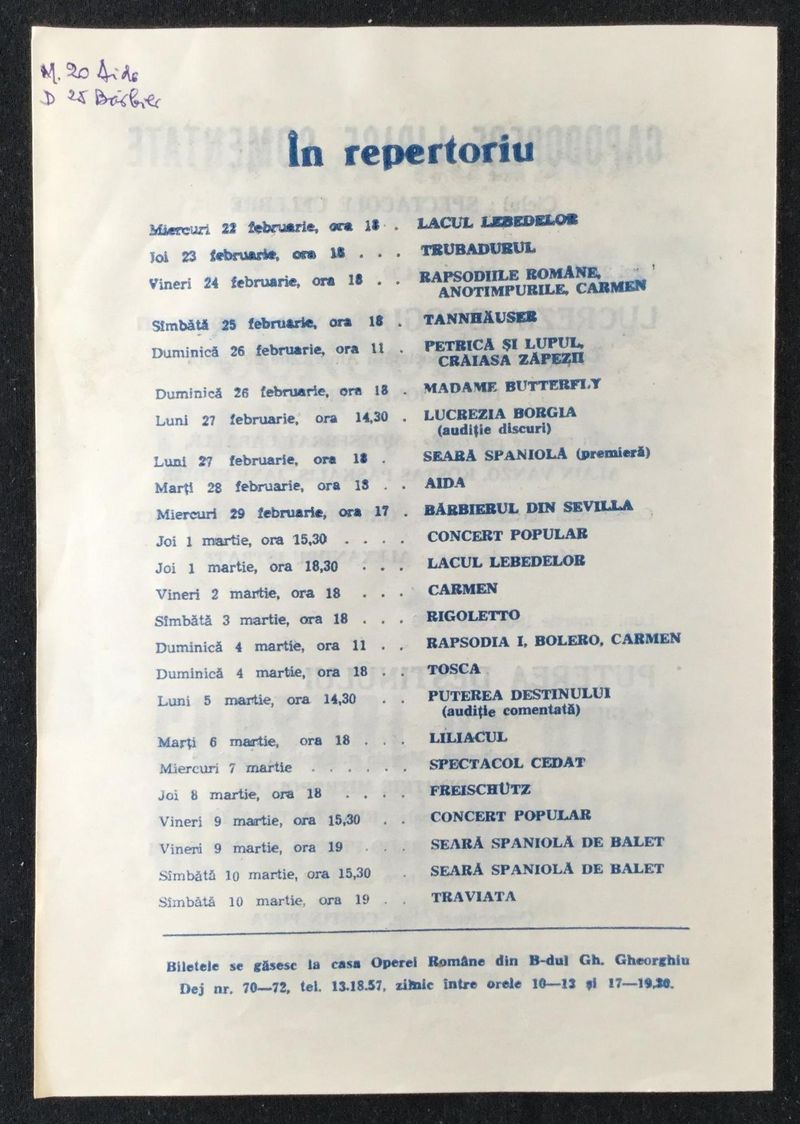 M. 20 Aida
D 25 Bărbier
În repertoriu
Miercuri 22 februarie, ora 18 . LACUL LEBEDELOR
Joi 23 februarie, ora 18 . . . TRUBADURUL
Vineri 24 februarie, ora 18 . . RAPSODIILE ROMÂNE,
ANOTIMPURILE, CARMEN
Sîmbătă 25 februarie, ora 18 . TANNHÄUSER
Duminică 26 februarie, ora 11 . PETRICĂ ȘI LUPUL,
CRĂIASA ZĂPEZII
Duminică 26 februarie, ora 18 . MADAME BUTTERFLY
Luni 27 februarie, ora 14,30 . LUCREZIA BORGIA
(audiție discuri)
Luni 27 februarie, ora 18 . SEARĂ SPANIOLĂ (premieră)
Marți 28 februarie, ora 18 . . AIDA
Miercuri 29 februarie, ora 17 . BĂRBIERUL DIN SEVILLA
Joi 1 martie, ora 15,30 . . . . CONCERT POPULAR
Joi 1 martie, ora 18,30 . . . LACUL LEBEDELOR
Vineri 2 martie, ora 18 . . . CARMEN
Sîmbătă 3 martie, ora 18 . . . RIGOLETTO
Duminică 4 martie, ora 11 . . RAPSODIA I, BOLERO, CARMEN
Duminică 4 martie, ora 18 . . TOSCA
Luni 5 martie, ora 14,30 . . PUTEREA DESTINULUI
(audiție comentată)
Marți 6 martie, ora 18 . . . LILIACUL
Miercuri 7 martie . . . . . . SPECTACOL CEDAT
Joi 8 martie, ora 18 . . . . FREISCHÜTZ
Vineri 9 martie, ora 15,30 . . CONCERT POPULAR
Vineri 9 martie, ora 19 . . . SEARĂ SPANIOLĂ DE BALET
Sîmbătă 10 martie, ora 15,30 . SEARĂ SPANIOLĂ DE BALET
Sîmbătă 10 martie, ora 19 . . TRAVIATA
Biletele se găsesc la casa Operei Române din B-dul Gh. Gheorghiu
Dej nr. 70—72, tel. 13.18.57, zilnic între orele 10—13 și 17—19,30.